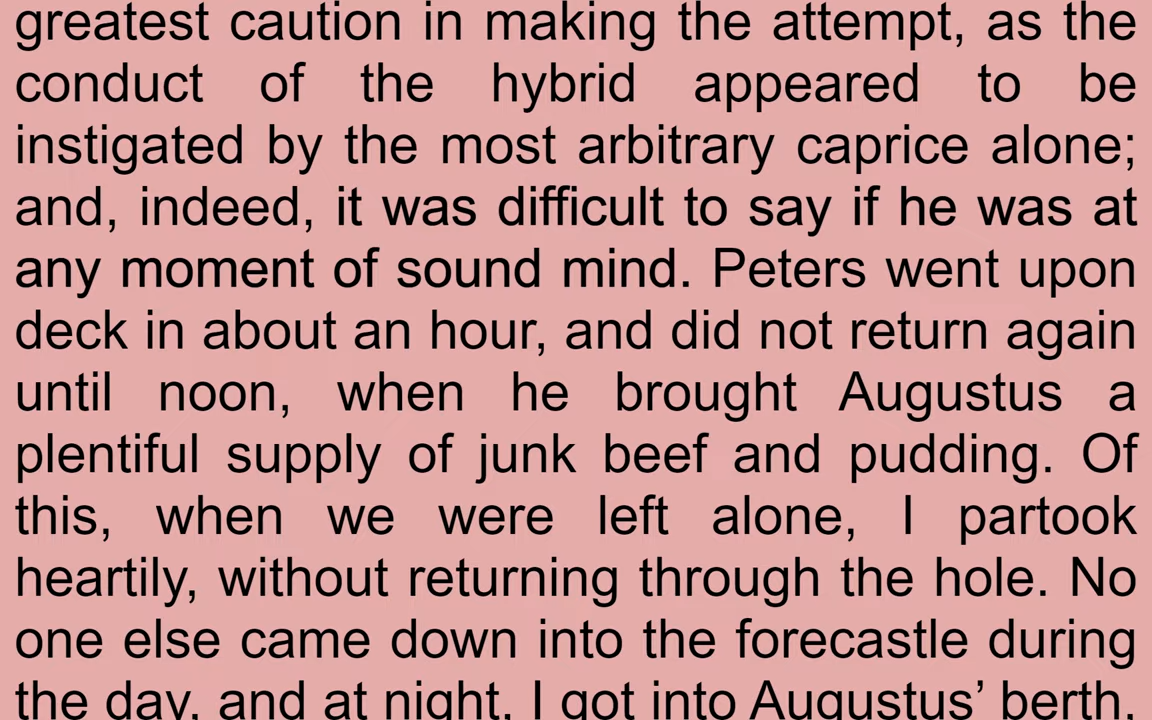 greatest caution in making the attempt, as the
conduct of the hybrid appeared to be
instigated by the most arbitrary caprice alone;
and, indeed, it was difficult to say if he was at
any moment of sound mind. Peters went upon
deck in about an hour, and did not return again
until noon, when he brought Augustus a
plentiful supply of junk beef and pudding. Of
this, when we were left alone, I partook
heartily, without returning through the hole. No
one else came down into the forecastle during
the day, and at night, I got into Augustus’ berth,